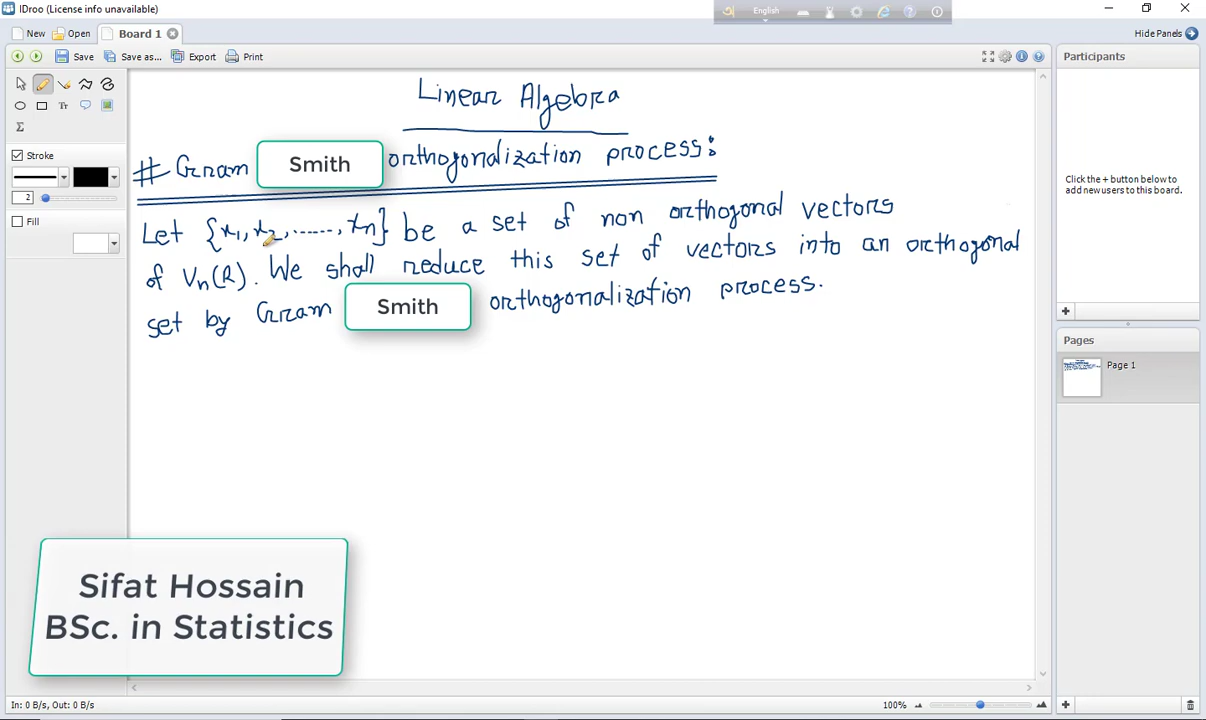 IDroo (License info unavailable)
English
New Open Board 1
Hide Panels
Save Save as... Export Print
Participants
Linear Algebra
# Gram Smith orthogonalization process:
Stroke
2
Fill
Let {x1, x2, ......, xn} be a set of non orthogonal vectors
of Vn(R). We shall reduce this set of vectors into an orthogonal
set by Gram Smith orthogonalization process.
Click the + button below to
add new users to this board.
Pages
Page 1
Sifat Hossain
BSc. in Statistics
In: 0 B/s, Out: 0 B/s
100%